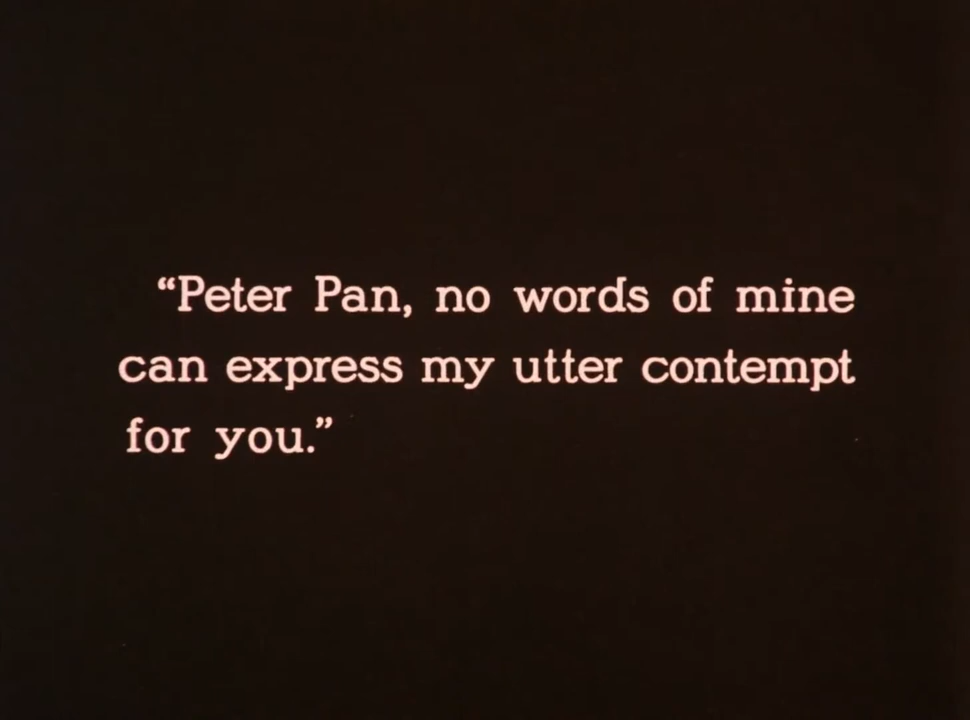 “Peter Pan, no words of mine
can express my utter contempt
for you.”